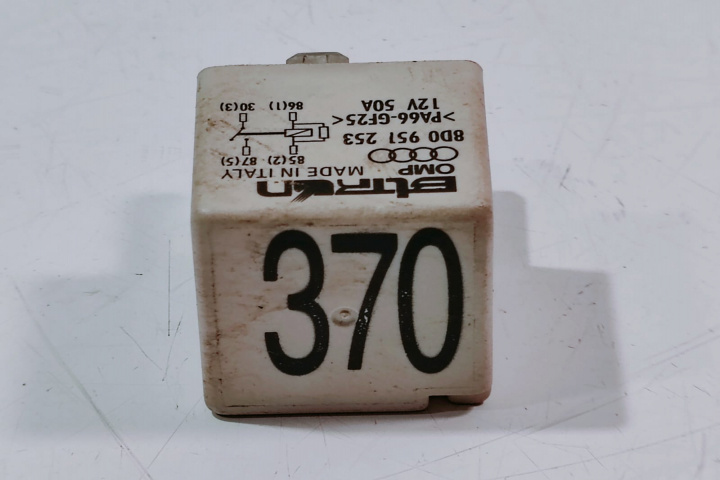 Bitron
OMP MADE IN ITALY
8D0 951 253
>PA66-GF25<
12V 50A
85(2) 87(5)
86(1) 30(3)
370